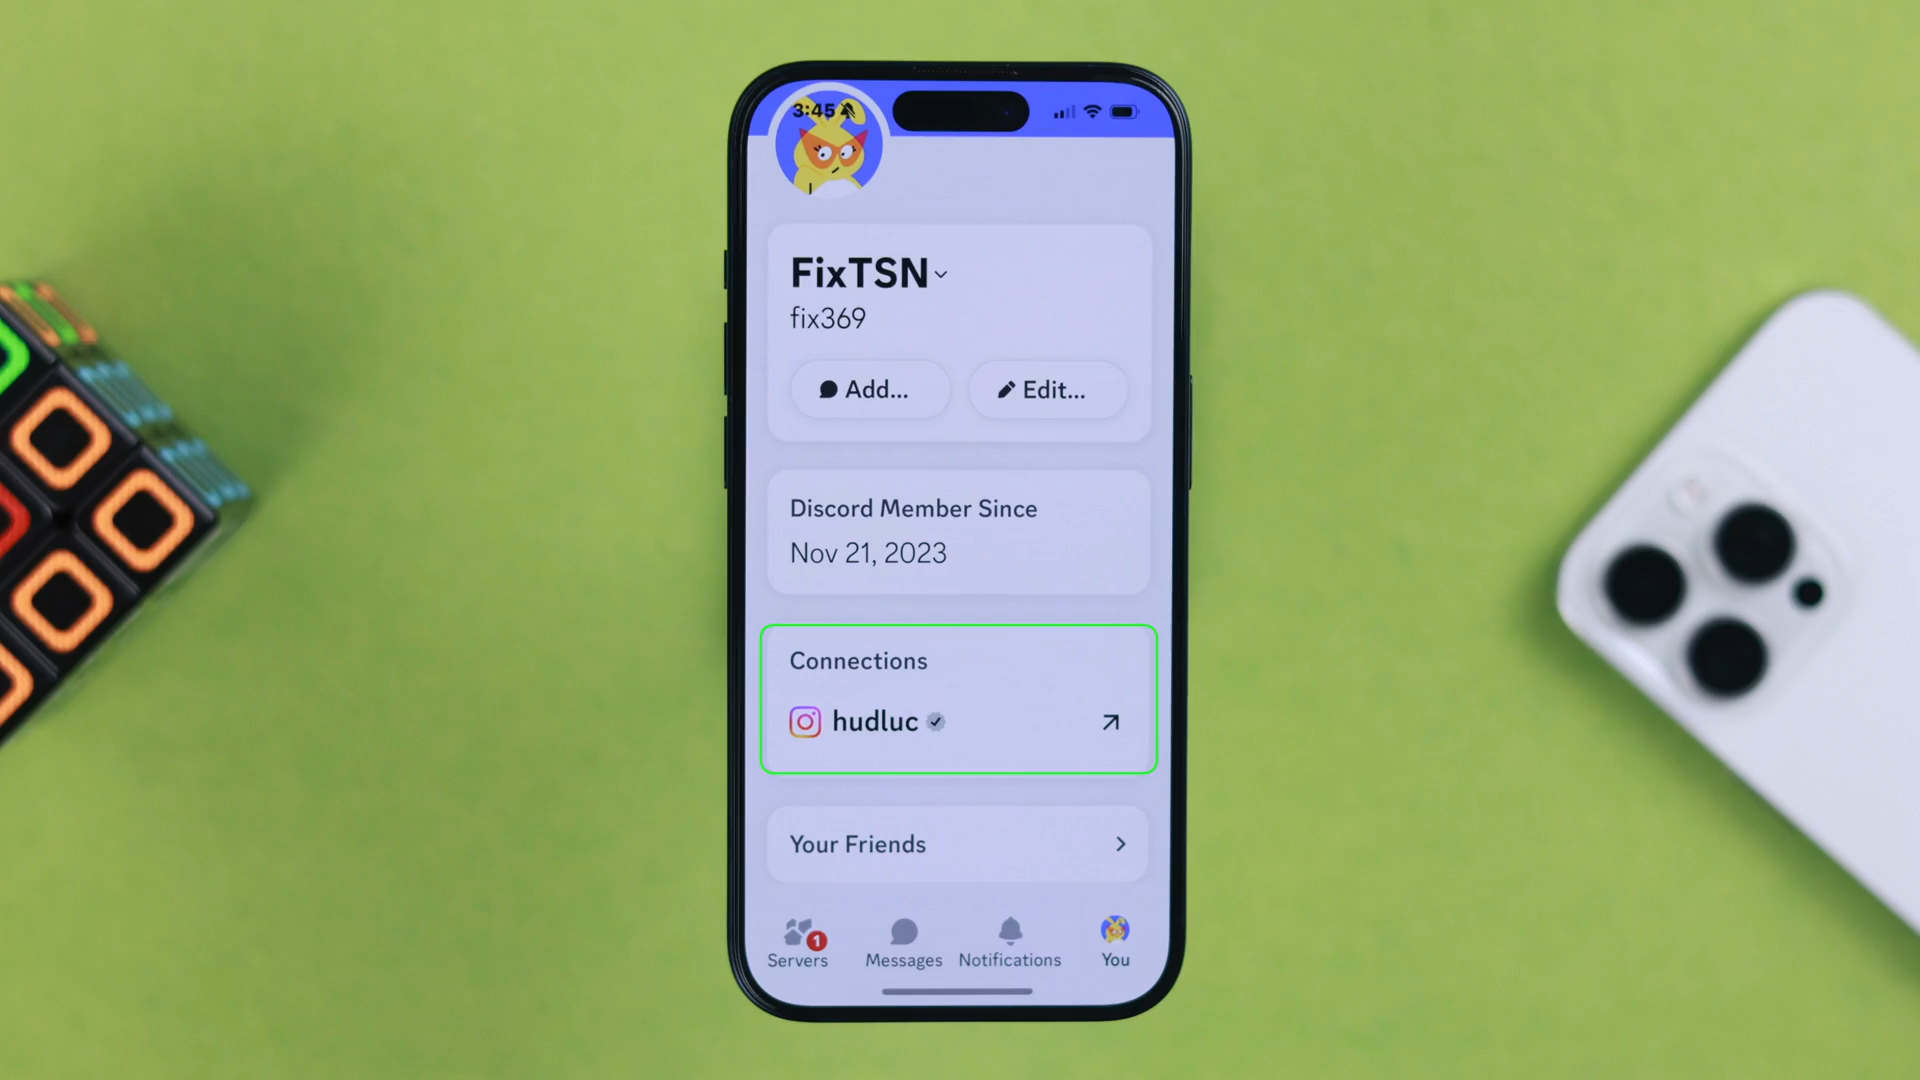 3:45
FixTSN
fix369
Add...
Edit...
Discord Member Since
Nov 21, 2023
Connections
hudluc
Your Friends
1
Servers
Messages
Notifications
You